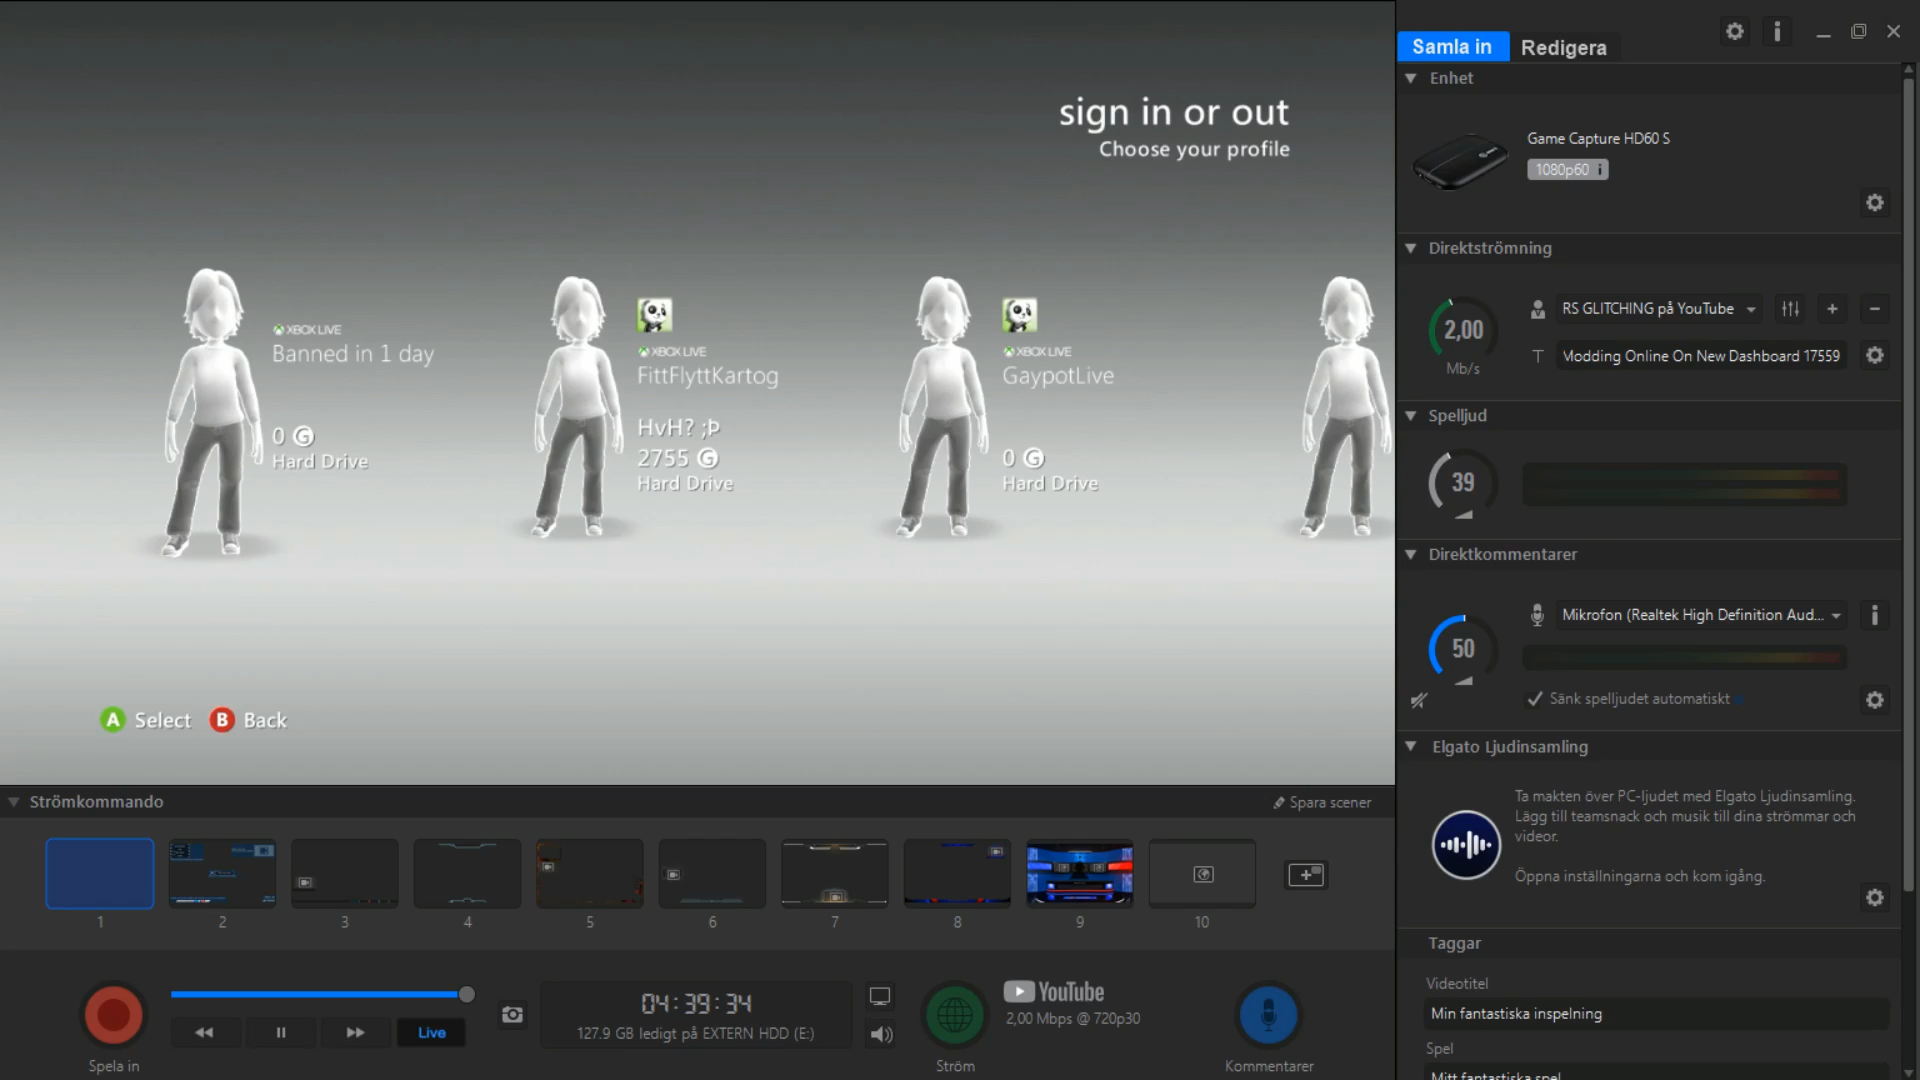 sign in or out
Choose your profile
XBOX LIVE
Banned in 1 day
0 G
Hard Drive
XBOX LIVE
FittFlyttKartog
HvH? ;Þ
2755 G
Hard Drive
XBOX LIVE
GaypotLive
0 G
Hard Drive
A Select B Back
Samla in Redigera
Enhet
Game Capture HD60 S
1080p60 i
Direktströmning
2,00
Mb/s
RS GLITCHING på YouTube
T Modding Online On New Dashboard 17559
Spelljud
39
Direktkommentarer
Mikrofon (Realtek High Definition Aud...
50
Sänk spelljudet automatiskt
Elgato Ljudinsamling
Ta makten över PC-ljudet med Elgato Ljudinsamling.
Lägg till teamsnack och musik till dina strömmar och
videor.
Öppna inställningarna och kom igång.
Taggar
Videotitel
Min fantastiska inspelning
Spel
Mitt fantastiska spel
Strömkommando
Spara scener
1 2 3 4 5 6 7 8 9 10
Spela in
Live
04:39:34
127.9 GB ledigt på EXTERN HDD (E:)
Ström
YouTube
2,00 Mbps @ 720p30
Kommentarer